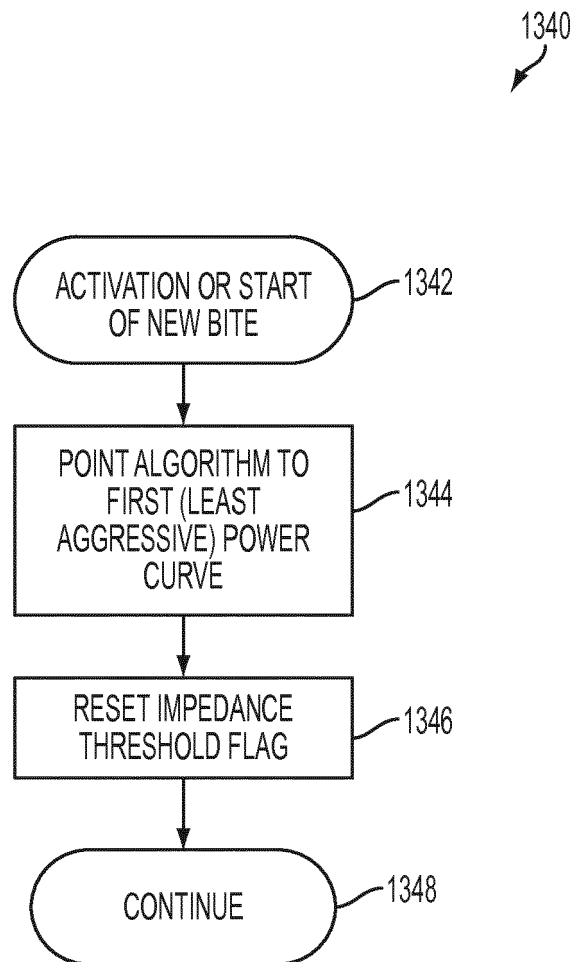 1340
ACTIVATION OR START
OF NEW BITE
1342
POINT ALGORITHM TO
FIRST (LEAST
AGGRESSIVE) POWER
CURVE
1344
RESET IMPEDANCE
THRESHOLD FLAG
1346
CONTINUE
1348